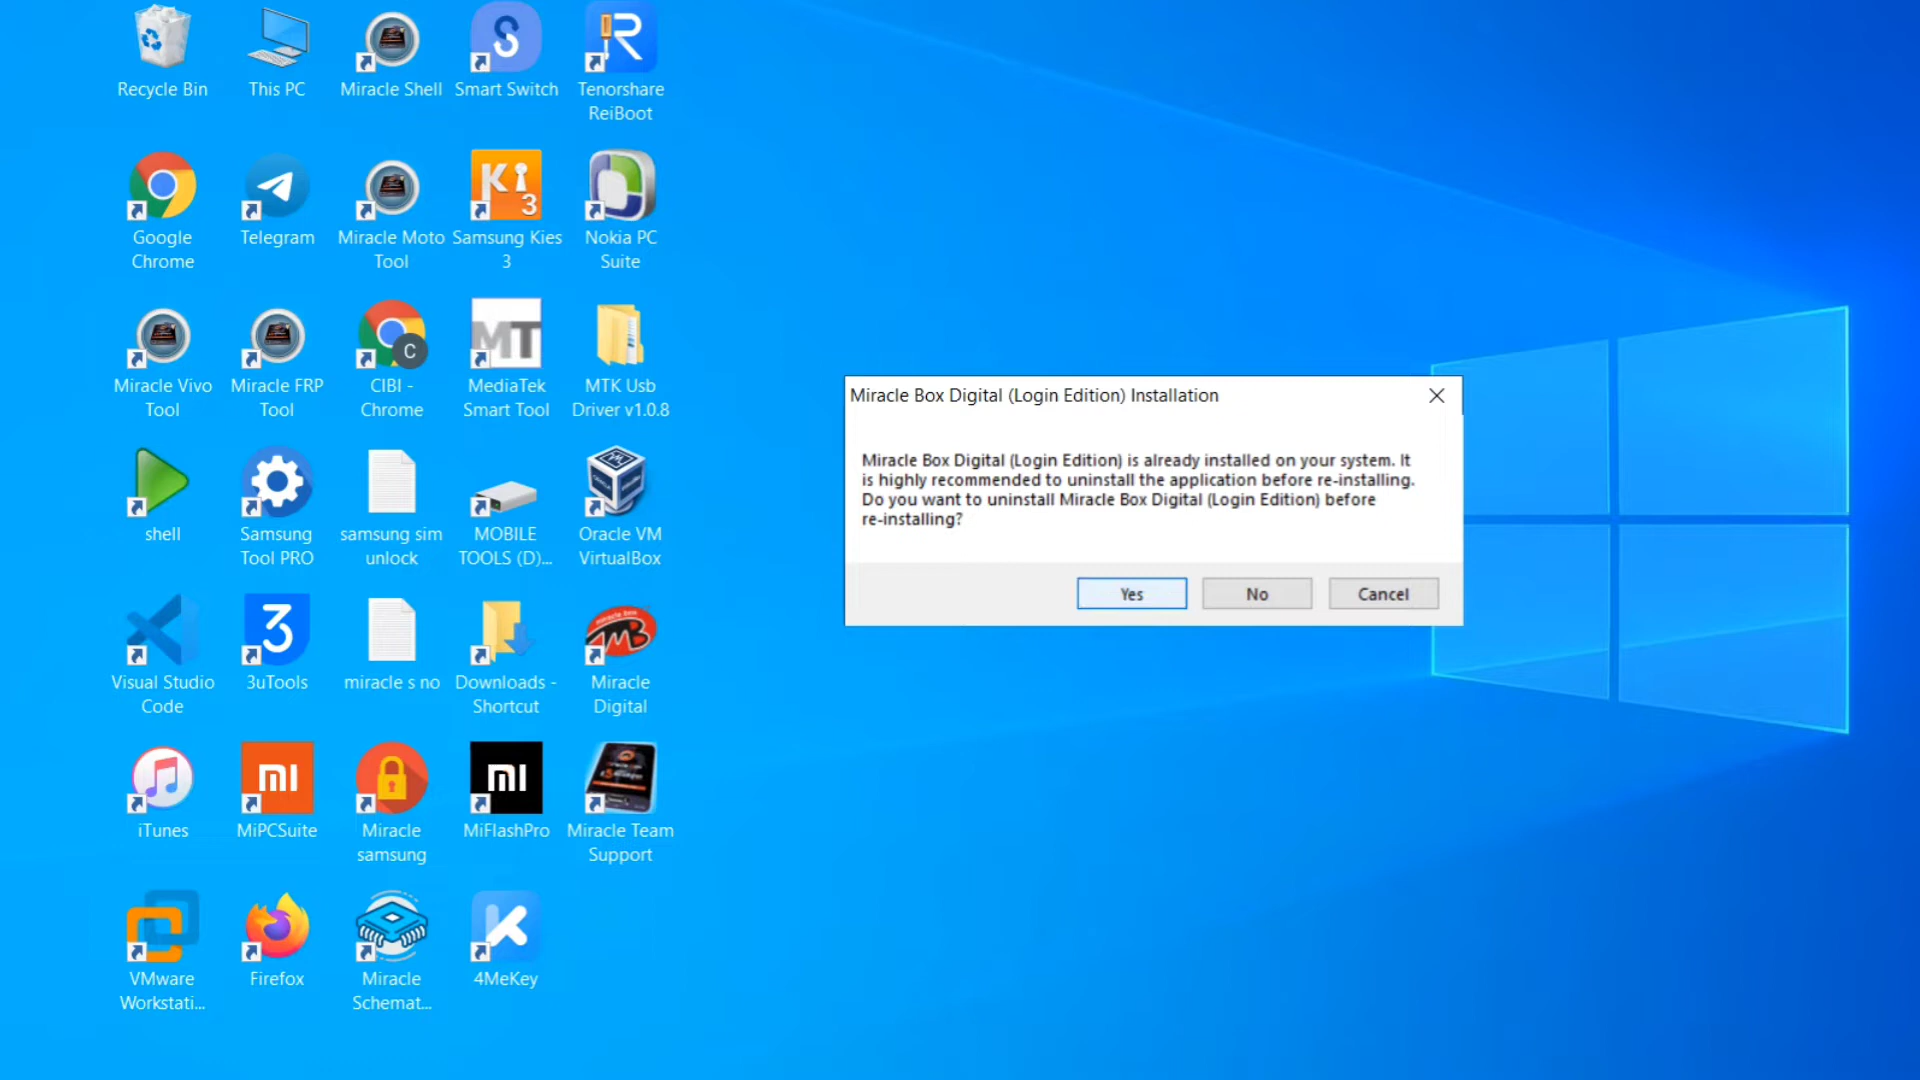 Recycle Bin
This PC
Miracle Shell
Smart Switch
Tenorshare
ReiBoot
Google
Chrome
Telegram
Miracle Moto
Tool
Ki
3
Samsung Kies
3
Nokia PC
Suite
Miracle Vivo
Tool
Miracle FRP
Tool
C
CIBI -
Chrome
MT
MediaTek
Smart Tool
MTK Usb
Driver v1.0.8
shell
Samsung
Tool PRO
samsung sim
unlock
MOBILE
TOOLS (D)...
Oracle VM
VirtualBox
Visual Studio
Code
3
3uTools
miracle s no
Downloads -
Shortcut
Miracle
Digital
iTunes
MI
MiPCSuite
Miracle
samsung
MI
MiFlashPro
Miracle Team
Support
VMware
Workstati...
Firefox
Miracle
Schemat...
4MeKey
Miracle Box Digital (Login Edition) Installation
Miracle Box Digital (Login Edition) is already installed on your system. It
is highly recommended to uninstall the application before re-installing.
Do you want to uninstall Miracle Box Digital (Login Edition) before
re-installing?
Yes
No
Cancel